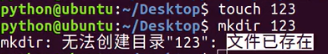 python@ubuntu:~/Desktop$ touch 123
python@ubuntu:~/Desktop$ mkdir 123
mkdir: 无法创建目录"123": 文件已存在